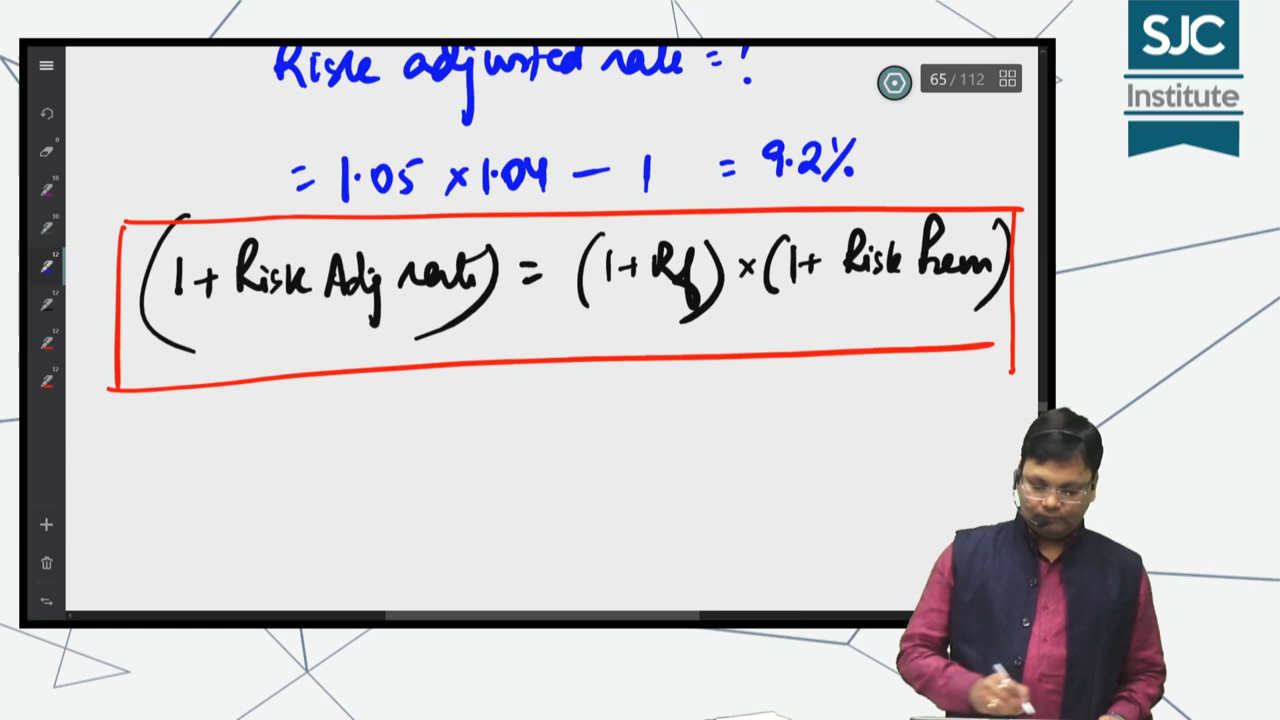 Risk adjusted rate = ?
SJC
Institute
65 / 112
= 1.05 × 1.04 – 1 = 9.2%
(1 + Risk Adj rate) = (1+ Rf) × (1+ Risk Prem)